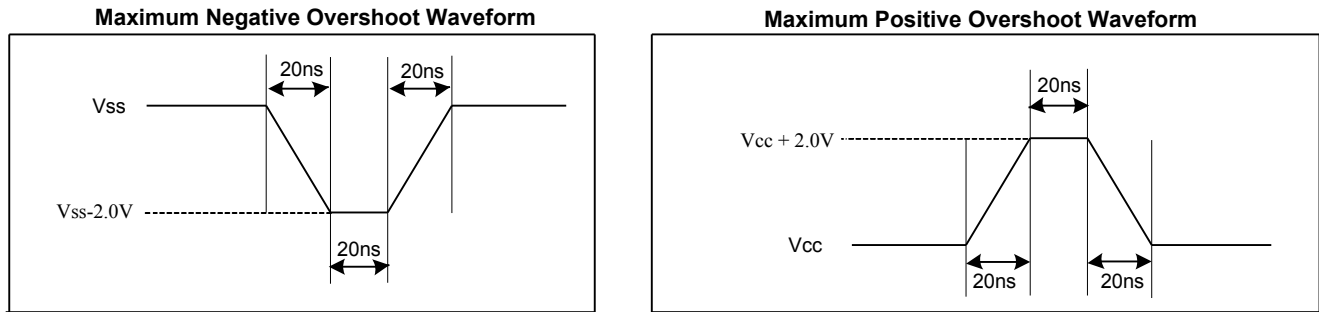 Maximum Negative Overshoot Waveform
20ns
20ns
Vss
Vss-2.0V
20ns
Maximum Positive Overshoot Waveform
20ns
Vcc + 2.0V
Vcc
20ns
20ns